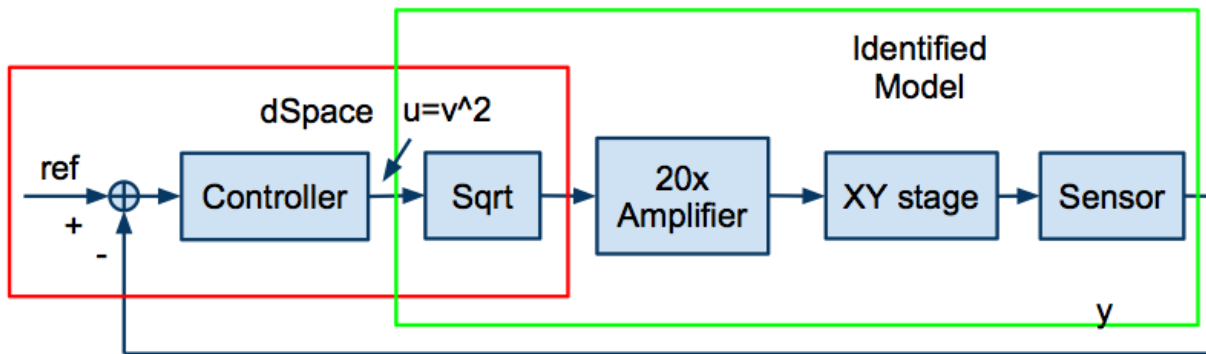 Identified
Model
dSpace
u=v^2
ref
+
-
Controller
Sqrt
20x
Amplifier
XY stage
Sensor
y